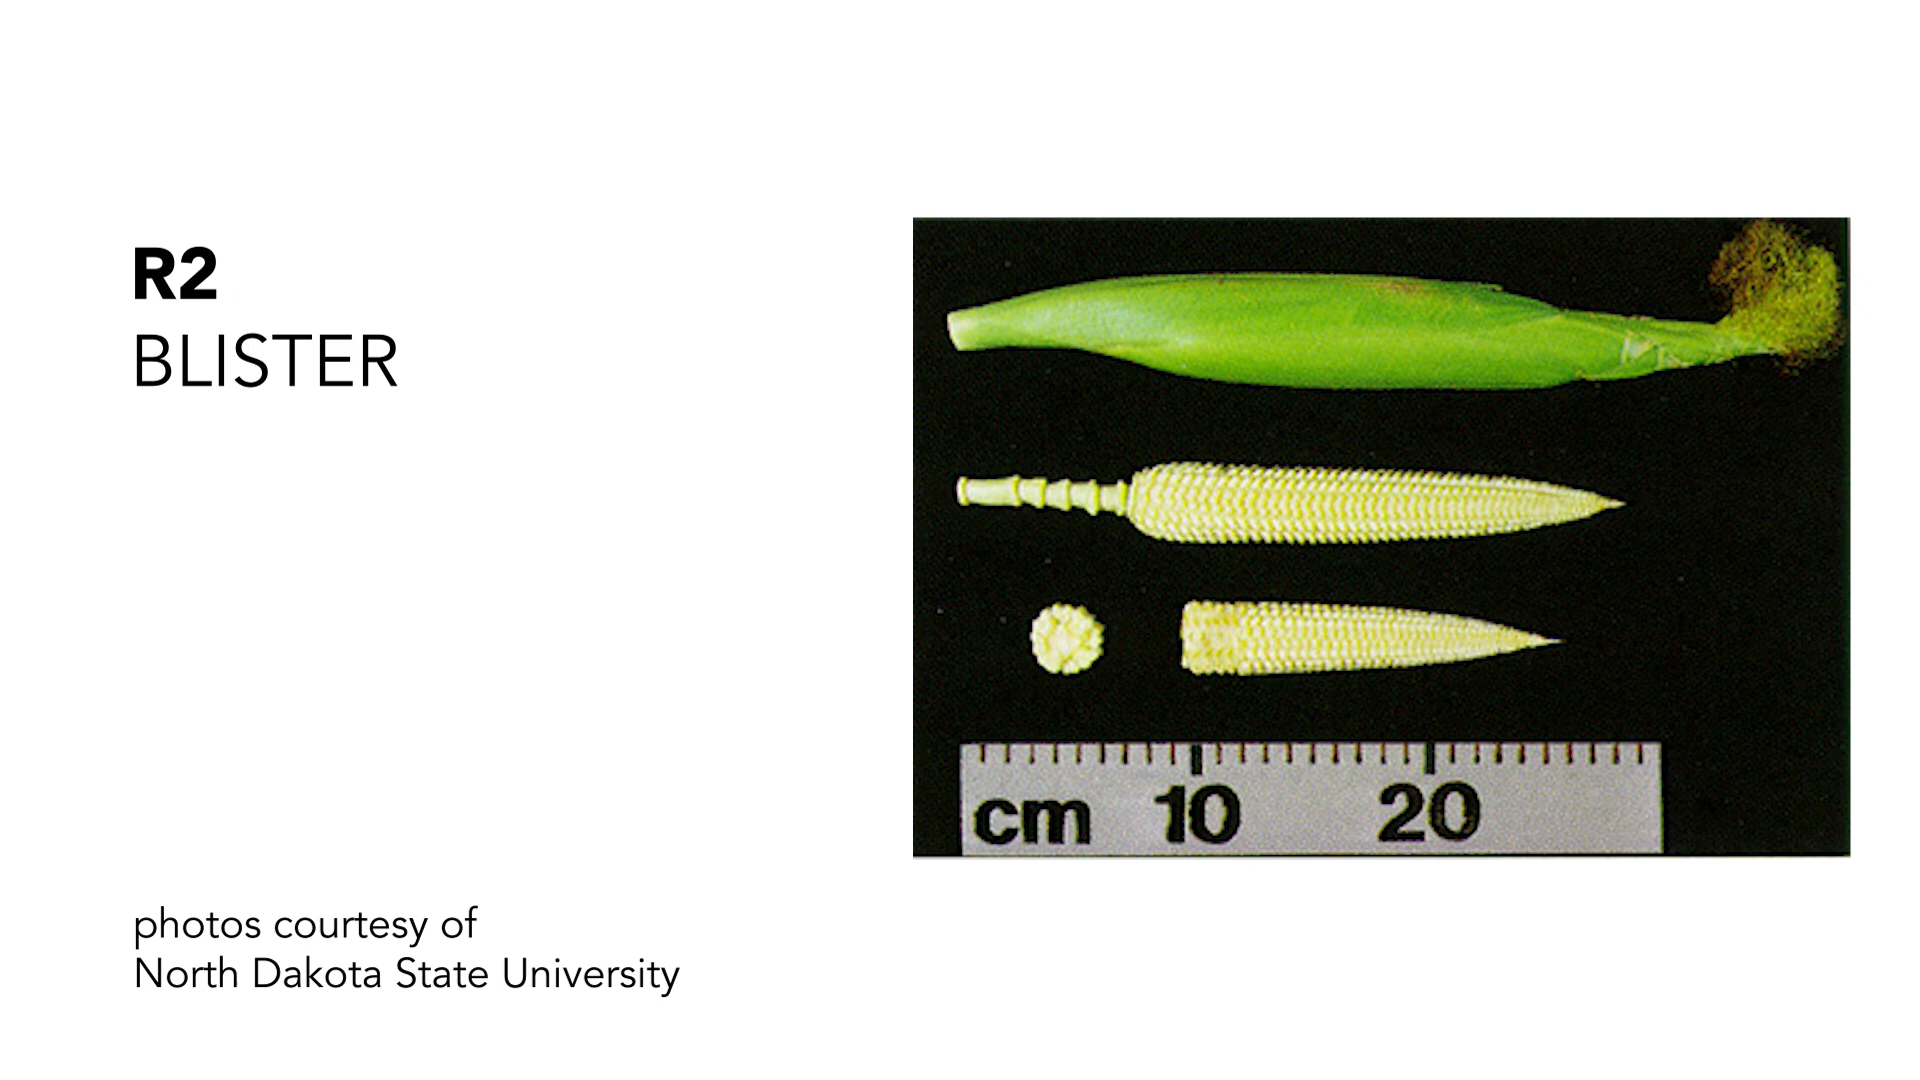 R2
BLISTER
cm 10 20
photos courtesy of
North Dakota State University